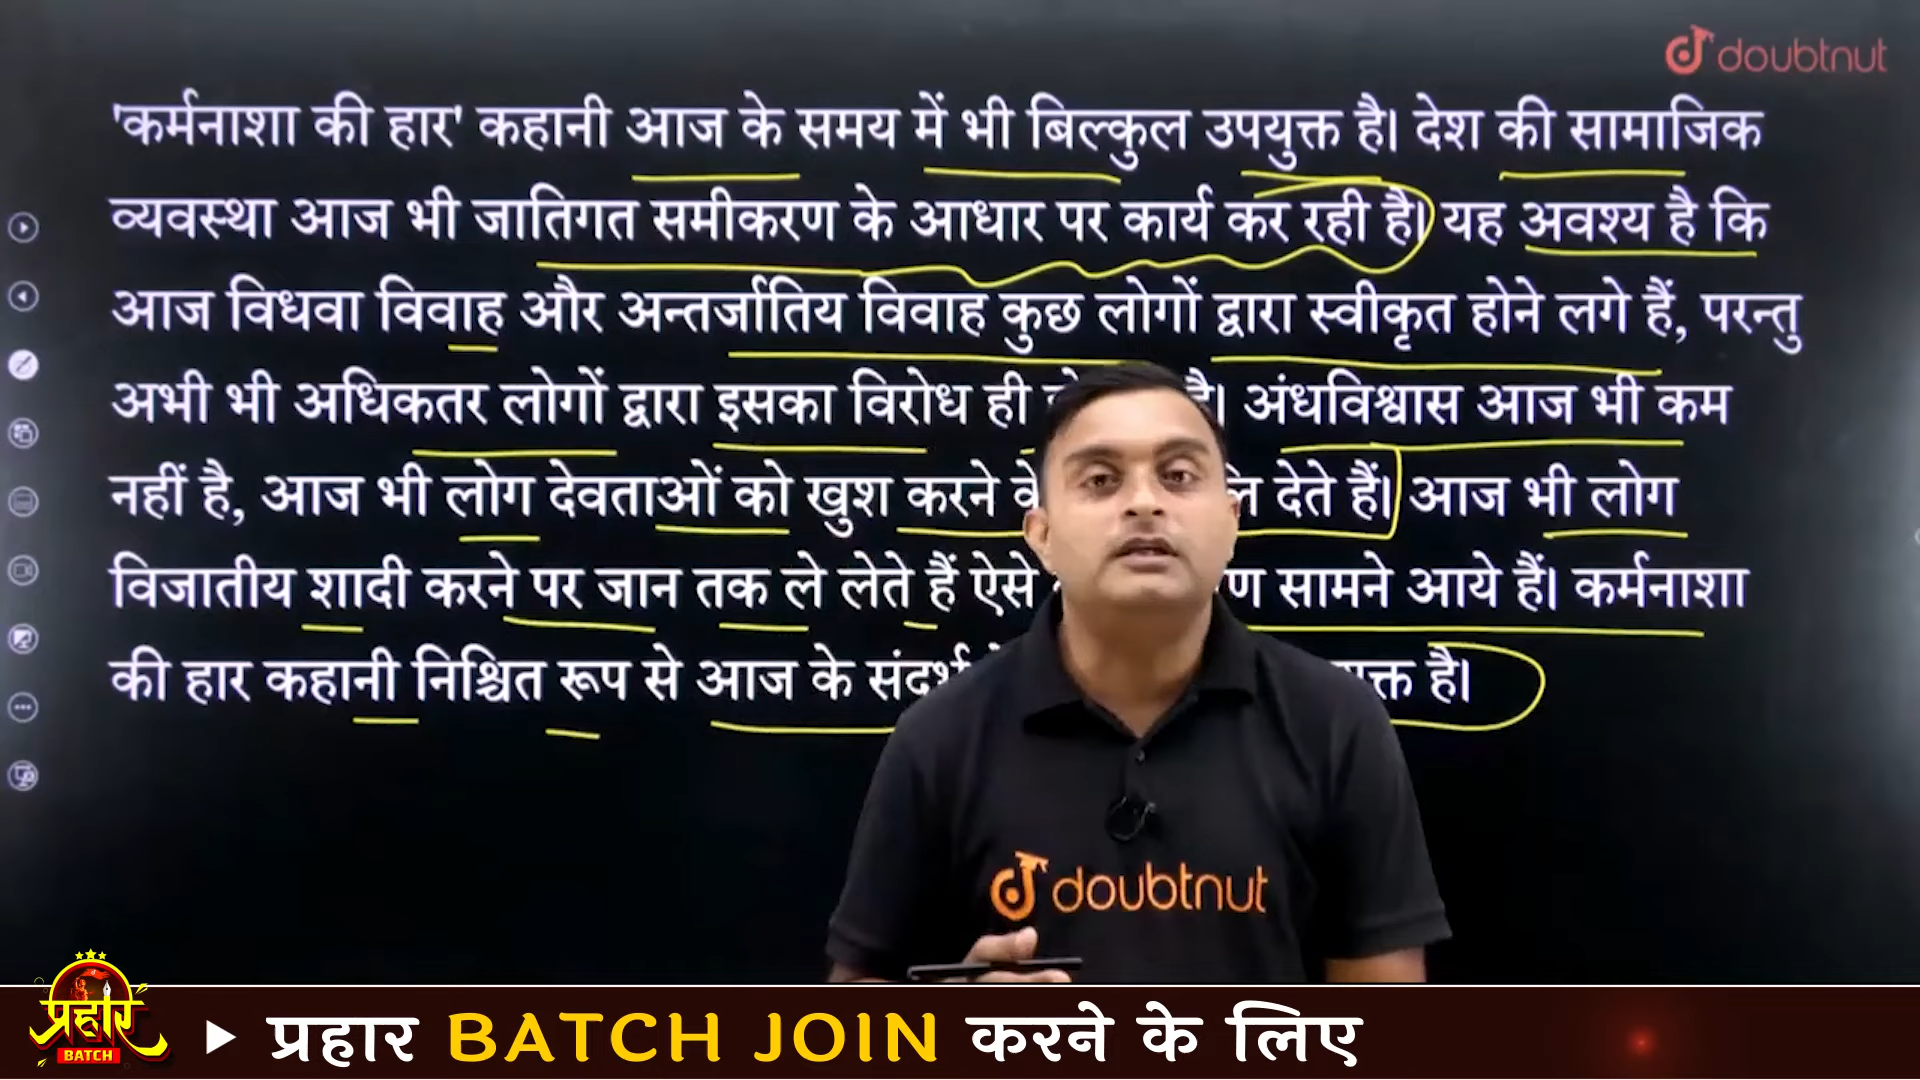 doubtnut
'कर्मनाशा की हार' कहानी आज के समय में भी बिल्कुल उपयुक्त है। देश की सामाजिक
व्यवस्था आज भी जातिगत समीकरण के आधार पर कार्य कर रही है। यह अवश्य है कि
आज विधवा विवाह और अन्तर्जातिय विवाह कुछ लोगों द्वारा स्वीकृत होने लगे हैं, परन्तु
अभी भी अधिकतर लोगों द्वारा इसका विरोध ही है। अंधविश्वास आज भी कम
नहीं है, आज भी लोग देवताओं को खुश करने देते हैं। आज भी लोग
विजातीय शादी करने पर जान तक ले लेते हैं ऐसे सामने आये हैं। कर्मनाशा
की हार कहानी निश्चित रूप से आज के है।
doubtnut
प्रहार
BATCH
प्रहार BATCH JOIN करने के लिए